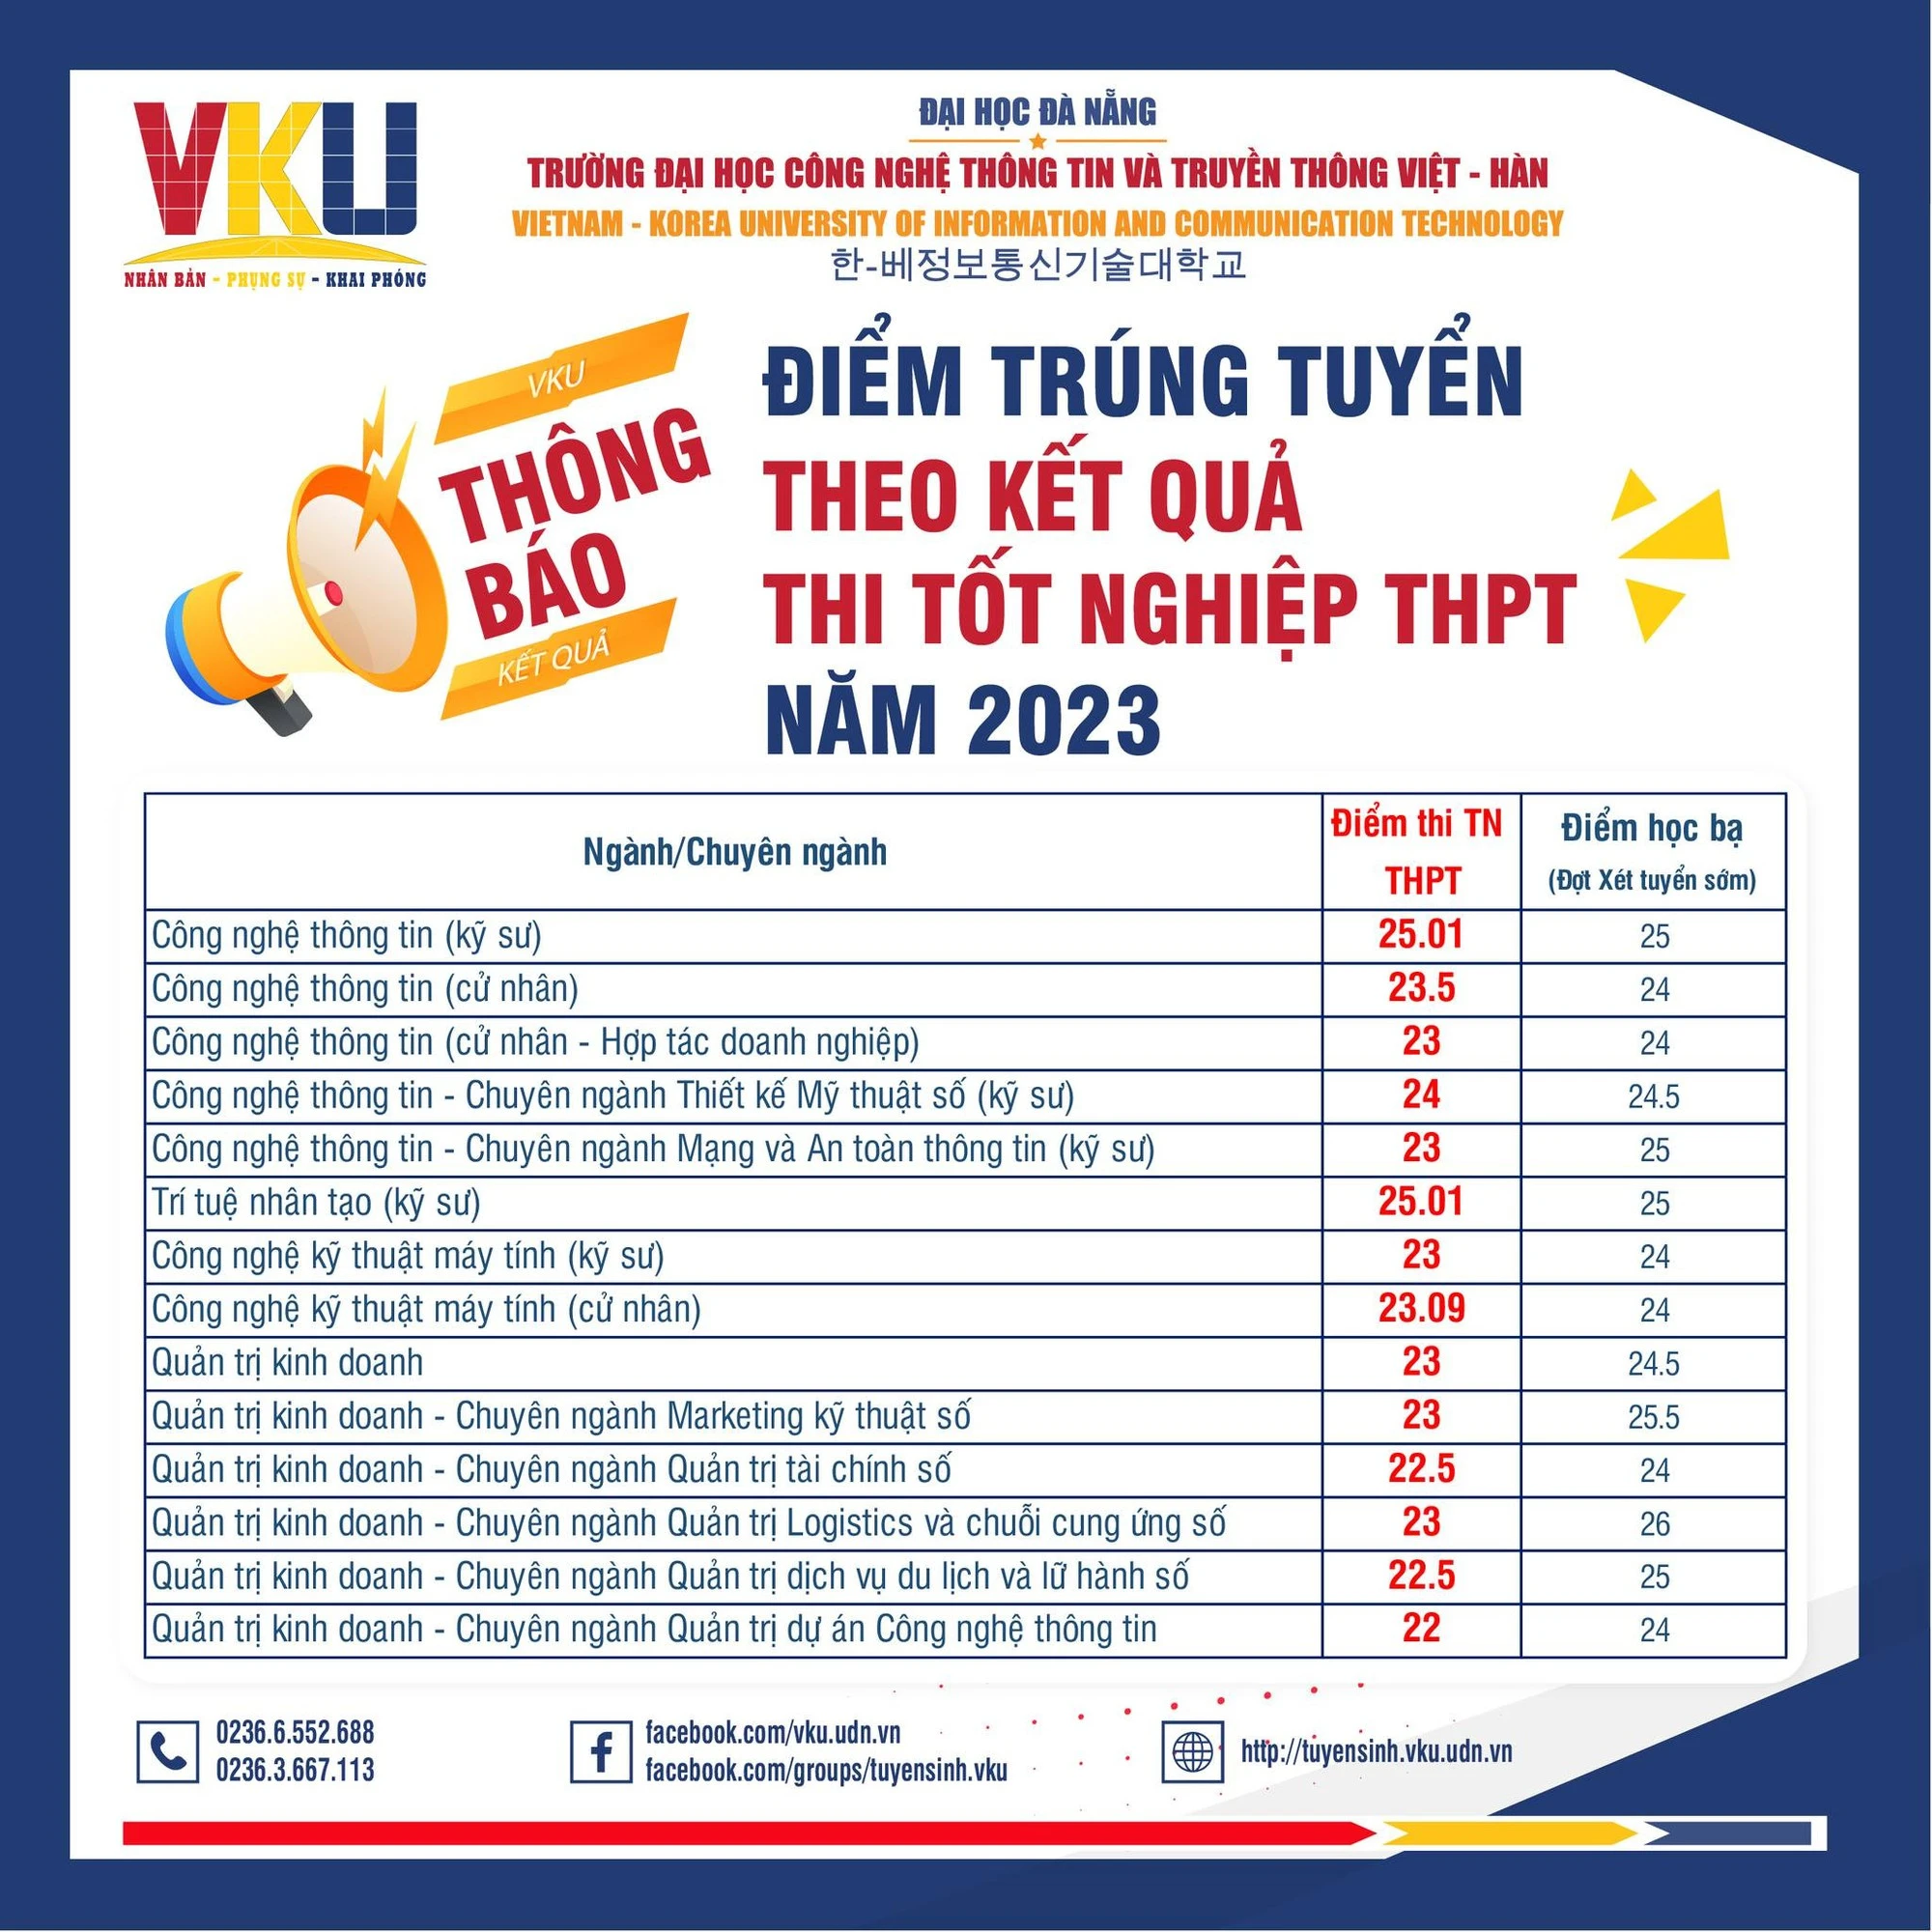 VKU
NHÂN BẢN - PHỤNG SỰ - KHAI PHÓNG
ĐẠI HỌC ĐÀ NẴNG
TRƯỜNG ĐẠI HỌC CÔNG NGHỆ THÔNG TIN VÀ TRUYỀN THÔNG VIỆT - HÀN
VIETNAM - KOREA UNIVERSITY OF INFORMATION AND COMMUNICATION TECHNOLOGY
한-베정보통신기술대학교
VKU
THÔNG
BÁO
KẾT QUẢ
ĐIỂM TRÚNG TUYỂN
THEO KẾT QUẢ
THI TỐT NGHIỆP THPT
NĂM 2023
Ngành/Chuyên ngành
Điểm thi TN
THPT
Điểm học bạ
(Đợt Xét tuyển sớm)
Công nghệ thông tin (kỹ sư) 25.01 25
Công nghệ thông tin (cử nhân) 23.5 24
Công nghệ thông tin (cử nhân - Hợp tác doanh nghiệp) 23 24
Công nghệ thông tin - Chuyên ngành Thiết kế Mỹ thuật số (kỹ sư) 24 24.5
Công nghệ thông tin - Chuyên ngành Mạng và An toàn thông tin (kỹ sư) 23 25
Trí tuệ nhân tạo (kỹ sư) 25.01 25
Công nghệ kỹ thuật máy tính (kỹ sư) 23 24
Công nghệ kỹ thuật máy tính (cử nhân) 23.09 24
Quản trị kinh doanh 23 24.5
Quản trị kinh doanh - Chuyên ngành Marketing kỹ thuật số 23 25.5
Quản trị kinh doanh - Chuyên ngành Quản trị tài chính số 22.5 24
Quản trị kinh doanh - Chuyên ngành Quản trị Logistics và chuỗi cung ứng số 23 26
Quản trị kinh doanh - Chuyên ngành Quản trị dịch vụ du lịch và lữ hành số 22.5 25
Quản trị kinh doanh - Chuyên ngành Quản trị dự án Công nghệ thông tin 22 24
0236.6.552.688
0236.3.667.113
facebook.com/vku.udn.vn
facebook.com/groups/tuyensinh.vku
http://tuyensinh.vku.udn.vn